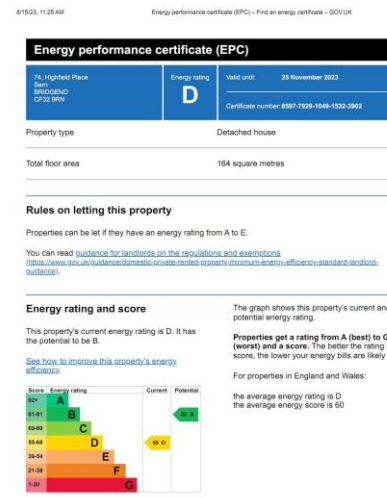 8/15/23, 11:25 AM
Energy performance certificate (EPC) – Find an energy certificate – GOV.UK
Energy performance certificate (EPC)
74, Highfield Place
Sarn
BRIDGEND
CF32 9RN
Energy rating
D
Valid until: 25 November 2023
Certificate number: 8597-7929-1049-1532-3902
Property type
Detached house
Total floor area
164 square metres
Rules on letting this property
Properties can be let if they have an energy rating from A to E.
You can read guidance for landlords on the regulations and exemptions
(https://www.gov.uk/guidance/domestic-private-rented-property-minimum-energy-efficiency-standard-landlord-
guidance).
Energy rating and score
This property's current energy rating is D. It has
the potential to be B.
See how to improve this property's energy
efficiency.
Score Energy rating Current Potential
92+ A
81-91 B 82 B
69-80 C
55-68 D 59 D
39-54 E
21-38 F
1-20 G
The graph shows this property's current and
potential energy rating.
Properties get a rating from A (best) to G
(worst) and a score. The better the rating
score, the lower your energy bills are likely
For properties in England and Wales:
the average energy rating is D
the average energy score is 60